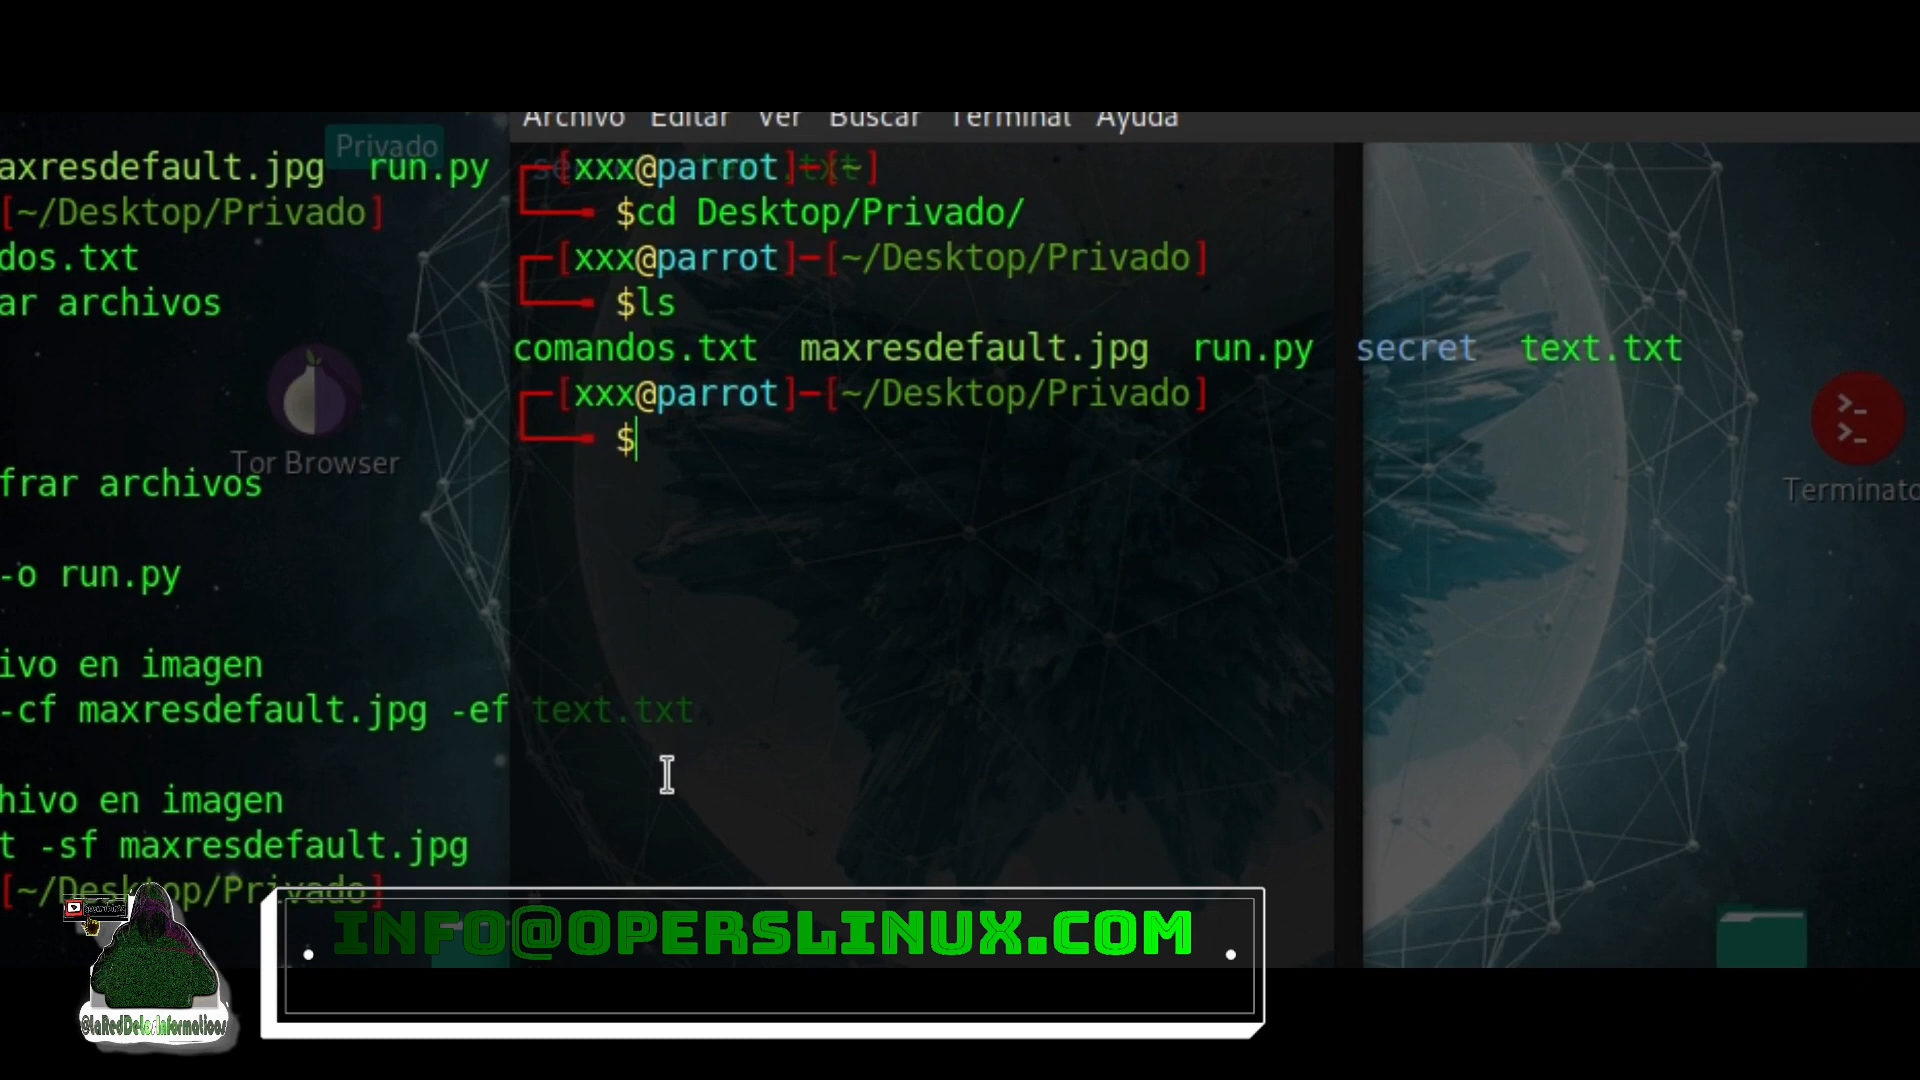 Archivo Editar Ver Buscar Terminal Ayuda
Privado
axresdefault.jpg run.py
[~/Desktop/Privado]
dos.txt
ar archivos
Tor Browser
frar archivos
-o run.py
ivo en imagen
-cf maxresdefault.jpg -ef text.txt
hivo en imagen
t -sf maxresdefault.jpg
[~/Desktop/Privado]
[xxx@parrot]-[~]
$cd Desktop/Privado/
[xxx@parrot]-[~/Desktop/Privado]
$ls
comandos.txt maxresdefault.jpg run.py secret text.txt
[xxx@parrot]-[~/Desktop/Privado]
$
>_
>_
Terminato
INFO@OPERSLINUX.COM
@LaRedDeLosInformaticos